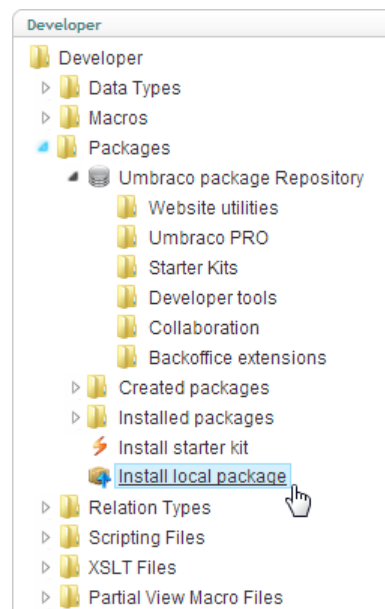 Developer
Developer
Data Types
Macros
Packages
Umbraco package Repository
Website utilities
Umbraco PRO
Starter Kits
Developer tools
Collaboration
Backoffice extensions
Created packages
Installed packages
Install starter kit
Install local package
Relation Types
Scripting Files
XSLT Files
Partial View Macro Files